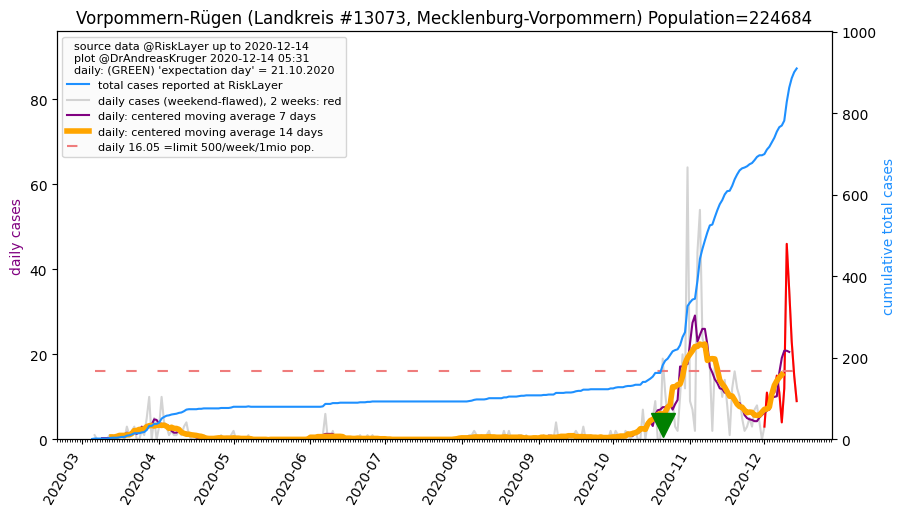 Vorpommern-Rügen (Landkreis #13073, Mecklenburg-Vorpommern) Population=224684
source data @RiskLayer up to 2020-12-14
plot @DrAndreasKruger 2020-12-14 05:31
daily: (GREEN) 'expectation day' = 21.10.2020
total cases reported at RiskLayer
daily cases (weekend-flawed), 2 weeks: red
daily: centered moving average 7 days
daily: centered moving average 14 days
daily 16.05 =limit 500/week/1mio pop.
daily cases
80
60
40
20
0
1000
800
600
400
200
0
cumulative total cases
2020-03
2020-04
2020-05
2020-06
2020-07
2020-08
2020-09
2020-10
2020-11
2020-12